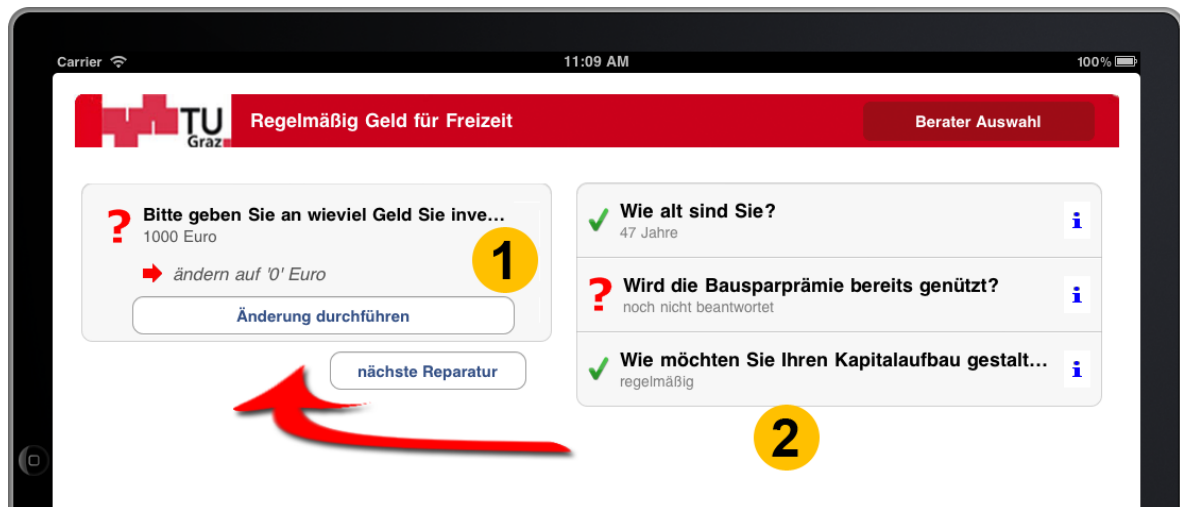 Carrier 11:09 AM 100%
TU
Graz
Regelmäßig Geld für Freizeit
Berater Auswahl
Bitte geben Sie an wieviel Geld Sie inve...
1000 Euro
ändern auf '0' Euro
Änderung durchführen
nächste Reparatur
1
Wie alt sind Sie?
47 Jahre
i
Wird die Bausparprämie bereits genützt?
noch nicht beantwortet
i
Wie möchten Sie Ihren Kapitalaufbau gestalt...
regelmäßig
i
2